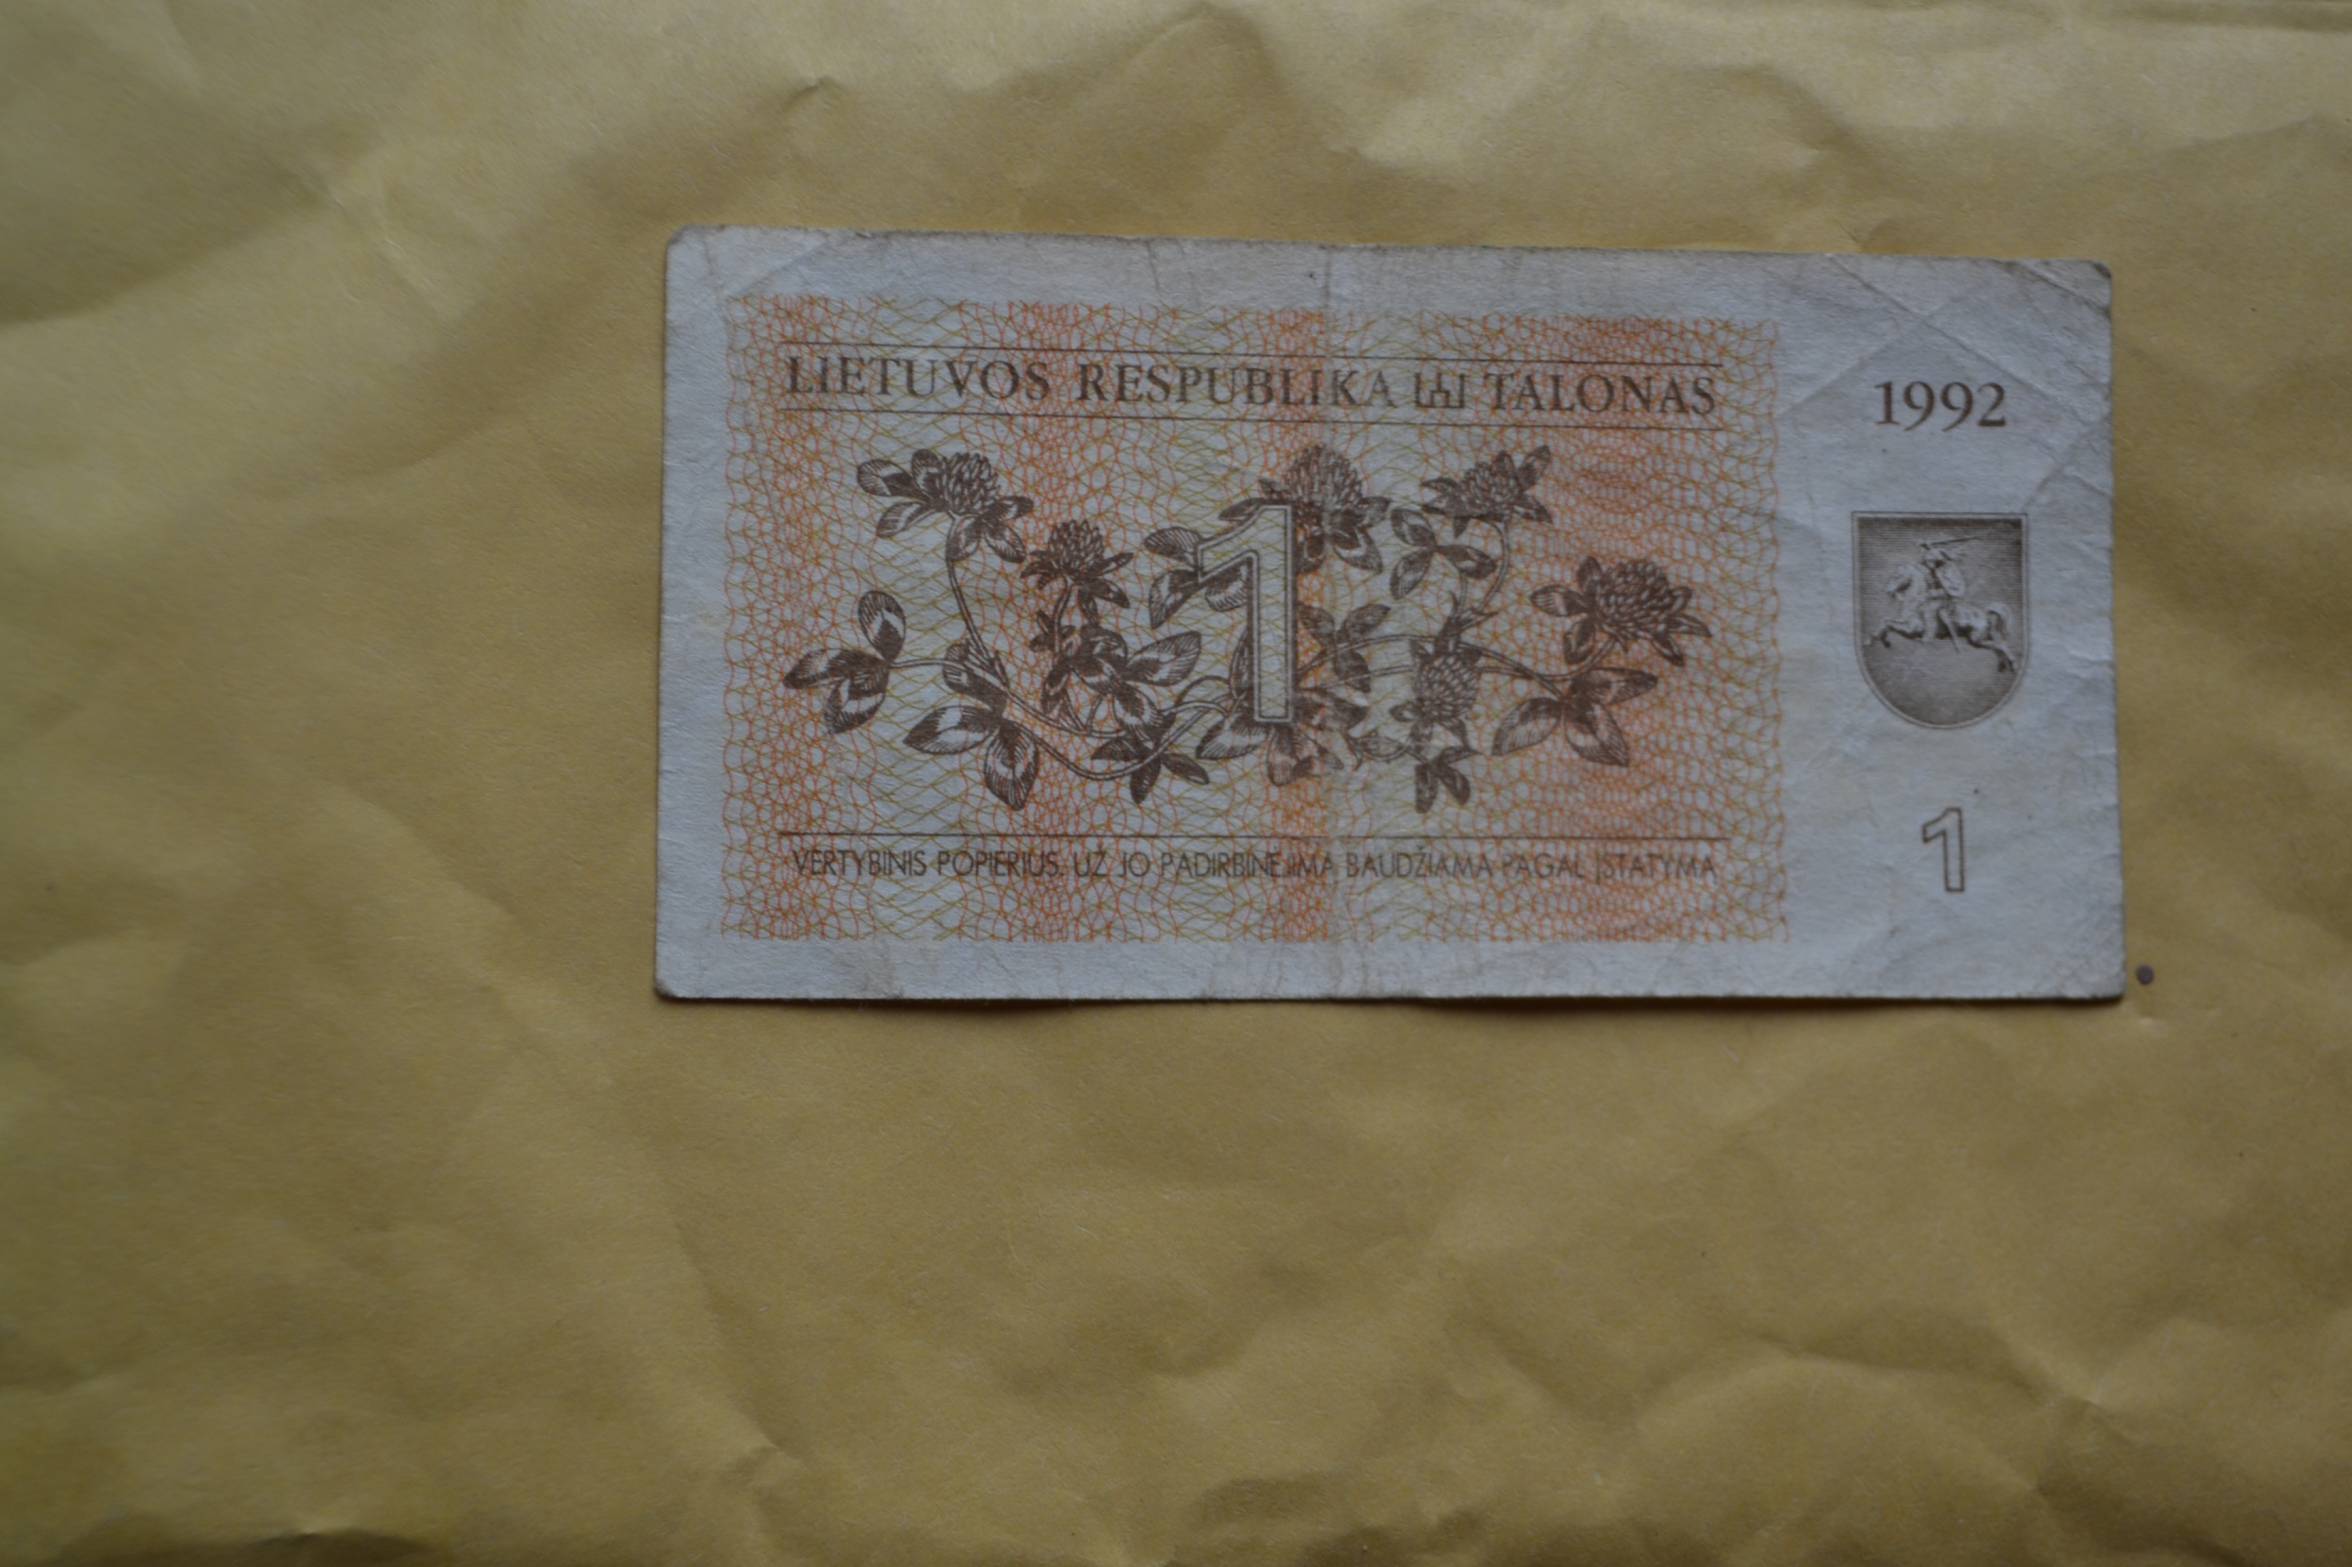 LIETUVOS RESPUBLIKA TALONAS
1992
1
VERTYBINIS POPIERIUS. UŽ JO PADIRBINĖJIMĄ BAUDŽIAMA PAGAL ĮSTATYMĄ
1